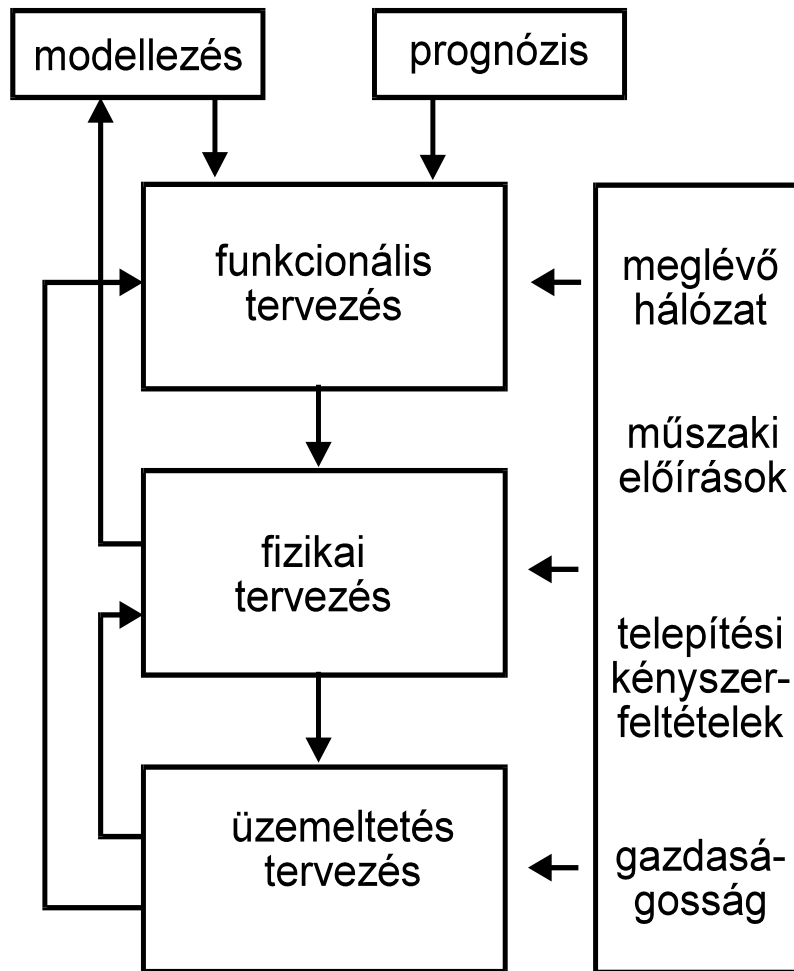 modellezés
prognózis
funkcionális
tervezés
meglévő
hálózat
műszaki
előírások
fizikai
tervezés
telepítési
kényszer-
feltételek
üzemeltetés
tervezés
gazdasá-
gosság